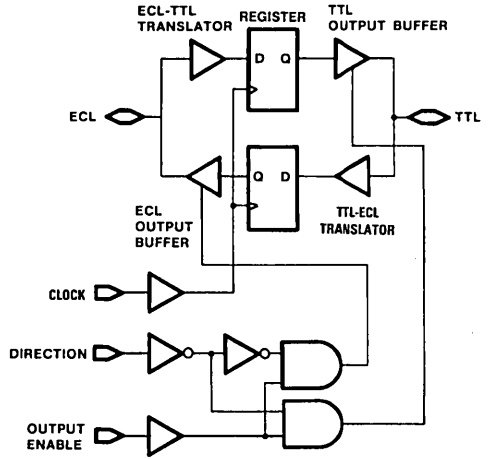 ECL-TTL
TRANSLATOR
REGISTER
TTL
OUTPUT BUFFER
D Q
ECL
TTL
Q D
ECL
OUTPUT
BUFFER
TTL-ECL
TRANSLATOR
CLOCK
DIRECTION
OUTPUT
ENABLE